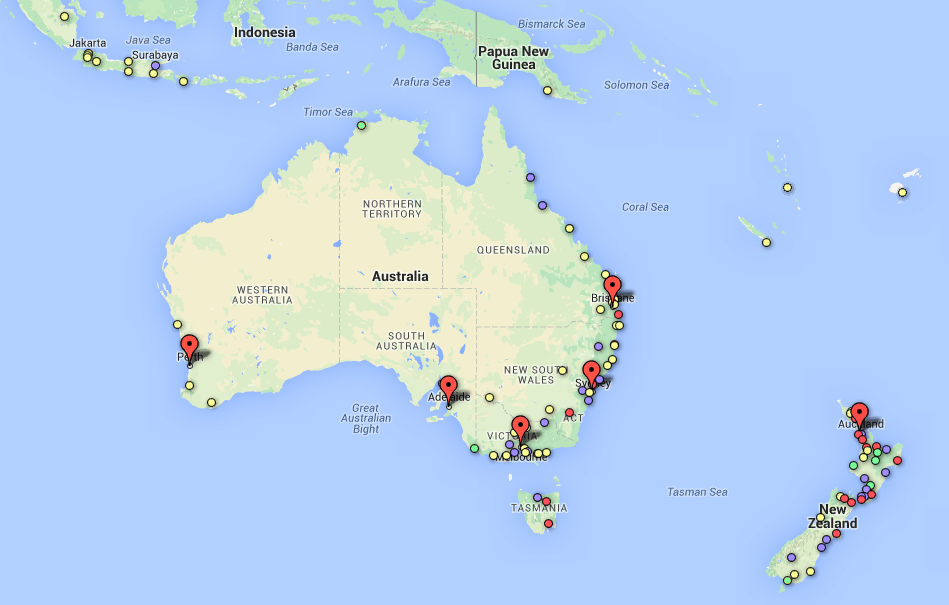 Bismarck Sea
Indonesia
Jakarta
Java Sea
Banda Sea
Surabaya
Papua New
Guinea
Arafura Sea
Solomon Sea
Timor Sea
NORTHERN
TERRITORY
Coral Sea
QUEENSLAND
Australia
WESTERN
AUSTRALIA
Brisbane
SOUTH
AUSTRALIA
Perth
NEW SOUTH
WALES
Sydney
Adelaide
Great
Australian
Bight
ACT
Auckland
VICTORIA
Melbourne
Tasman Sea
TASMANIA
New
Zealand